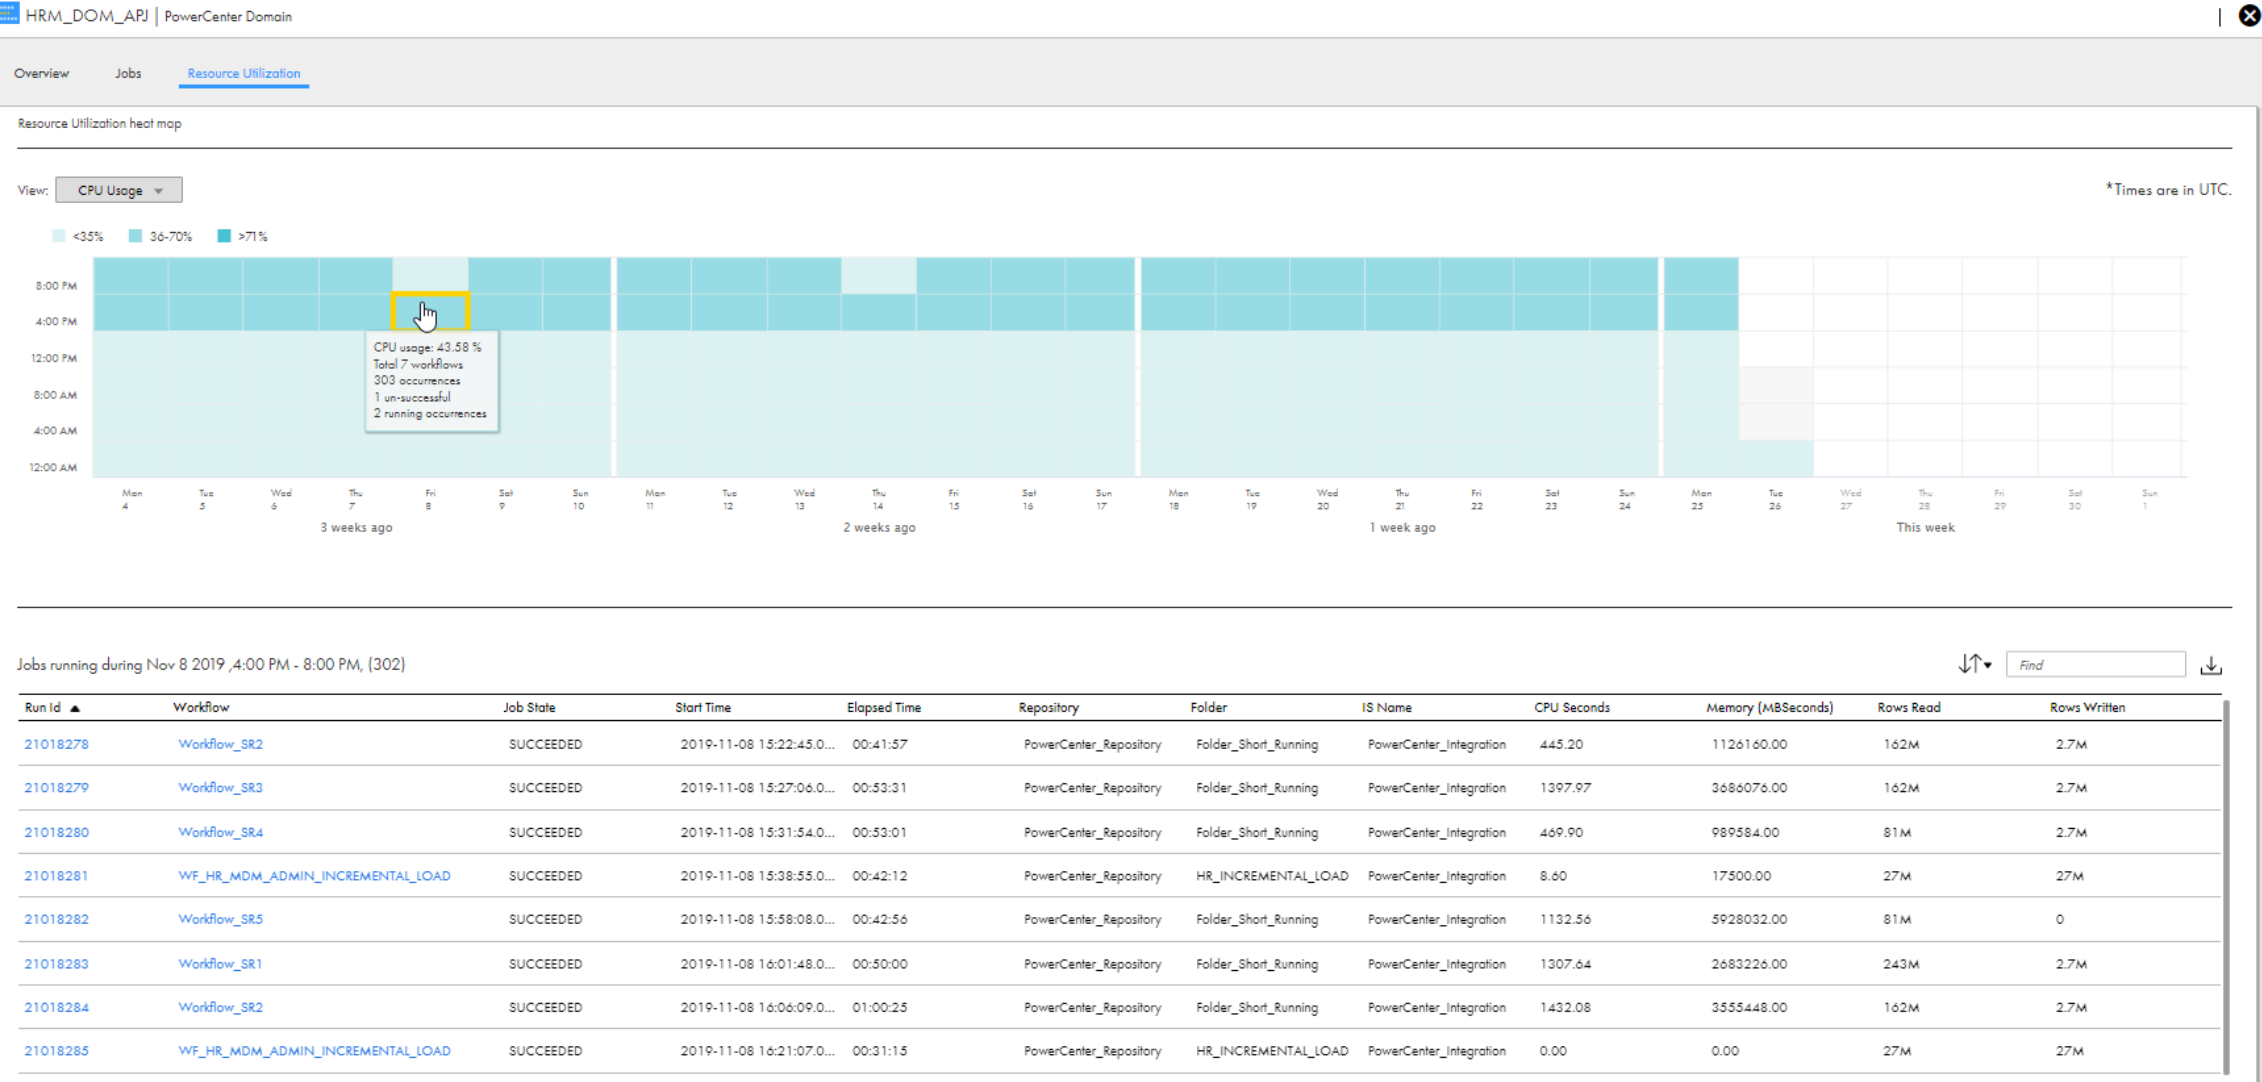 HRM_DOM_APJ | PowerCenter Domain
Overview Jobs Resource Utilization
Resource Utilization heat map
View: CPU Usage
*Times are in UTC.
<35% 36-70% >71%
8:00 PM
4:00 PM
12:00 PM
8:00 AM
4:00 AM
12:00 AM
CPU usage: 43.58 %
Total 7 workflows
303 occurrences
1 un-successful
2 running occurrences
Mon Tue Wed Thu Fri Sat Sun Mon Tue Wed Thu Fri Sat Sun Mon Tue Wed Thu Fri Sat Sun Mon Tue Wed Thu Fri Sat Sun
4 5 6 7 8 9 10 11 12 13 14 15 16 17 18 19 20 21 22 23 24 25 26 27 28 29 30 1
3 weeks ago 2 weeks ago 1 week ago This week
Jobs running during Nov 8 2019 ,4:00 PM - 8:00 PM, (302)
Find
Run Id Workflow Job State Start Time Elapsed Time Repository Folder IS Name CPU Seconds Memory (MBSeconds) Rows Read Rows Written
21018278 Workflow_SR2 SUCCEEDED 2019-11-08 15:22:45.0... 00:41:57 PowerCenter_Repository Folder_Short_Running PowerCenter_Integration 445.20 1126160.00 162M 2.7M
21018279 Workflow_SR3 SUCCEEDED 2019-11-08 15:27:06.0... 00:53:31 PowerCenter_Repository Folder_Short_Running PowerCenter_Integration 1397.97 3686076.00 162M 2.7M
21018280 Workflow_SR4 SUCCEEDED 2019-11-08 15:31:54.0... 00:53:01 PowerCenter_Repository Folder_Short_Running PowerCenter_Integration 469.90 989584.00 81M 2.7M
21018281 WF_HR_MDM_ADMIN_INCREMENTAL_LOAD SUCCEEDED 2019-11-08 15:38:55.0... 00:42:12 PowerCenter_Repository HR_INCREMENTAL_LOAD PowerCenter_Integration 8.60 17500.00 27M 27M
21018282 Workflow_SR5 SUCCEEDED 2019-11-08 15:58:08.0... 00:42:56 PowerCenter_Repository Folder_Short_Running PowerCenter_Integration 1132.56 5928032.00 81M 0
21018283 Workflow_SR1 SUCCEEDED 2019-11-08 16:01:48.0... 00:50:00 PowerCenter_Repository Folder_Short_Running PowerCenter_Integration 1307.64 2683226.00 243M 2.7M
21018284 Workflow_SR2 SUCCEEDED 2019-11-08 16:06:09.0... 01:00:25 PowerCenter_Repository Folder_Short_Running PowerCenter_Integration 1432.08 3555448.00 162M 2.7M
21018285 WF_HR_MDM_ADMIN_INCREMENTAL_LOAD SUCCEEDED 2019-11-08 16:21:07.0... 00:31:15 PowerCenter_Repository HR_INCREMENTAL_LOAD PowerCenter_Integration 0.00 0.00 27M 27M